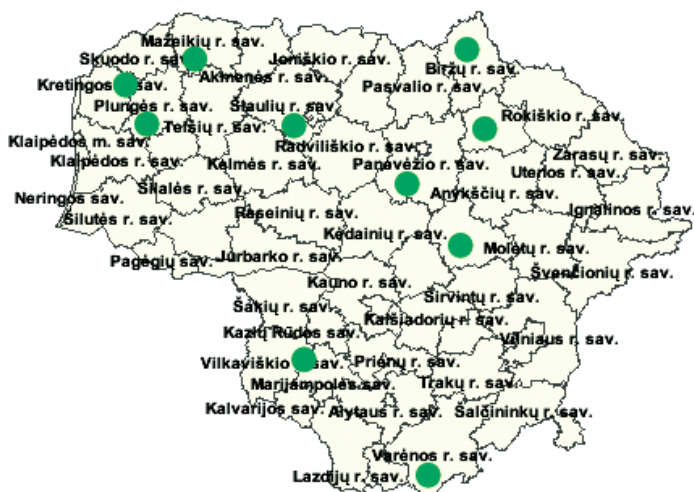 Mažeikių r. sav.
Skuodo r. sav.
Joniškio r. sav.
Akmenės r. sav.
Biržų r. sav.
Kretingos r. sav.
Pasvalio r. sav.
Plungės r. sav.
Šiaulių r. sav.
Rokiškio r. sav.
Telšių r. sav.
Klaipėdos m. sav.
Radviliškio r. sav.
Zarasų r. sav.
Klaipėdos r. sav.
Kelmės r. sav.
Panevėžio r. sav.
Utenos r. sav.
Šilalės r. sav.
Anykščių r. sav.
Neringos sav.
Ignalinos r. sav.
Šilutės r. sav.
Raseinių r. sav.
Kėdainių r. sav.
Molėtų r. sav.
Pagėgių sav.
Jurbarko r. sav.
Švenčionių r. sav.
Kauno r. sav.
Širvintų r. sav.
Šakių r. sav.
Kaišiadorių r. sav.
Kazlų Rūdos sav.
Vilniaus r. sav.
Vilkaviškio r. sav.
Prienų r. sav.
Marijampolės sav.
Trakų r. sav.
Kalvarijos sav.
Alytaus r. sav.
Šalčininkų r. sav.
Varėnos r. sav.
Lazdijų r. sav.